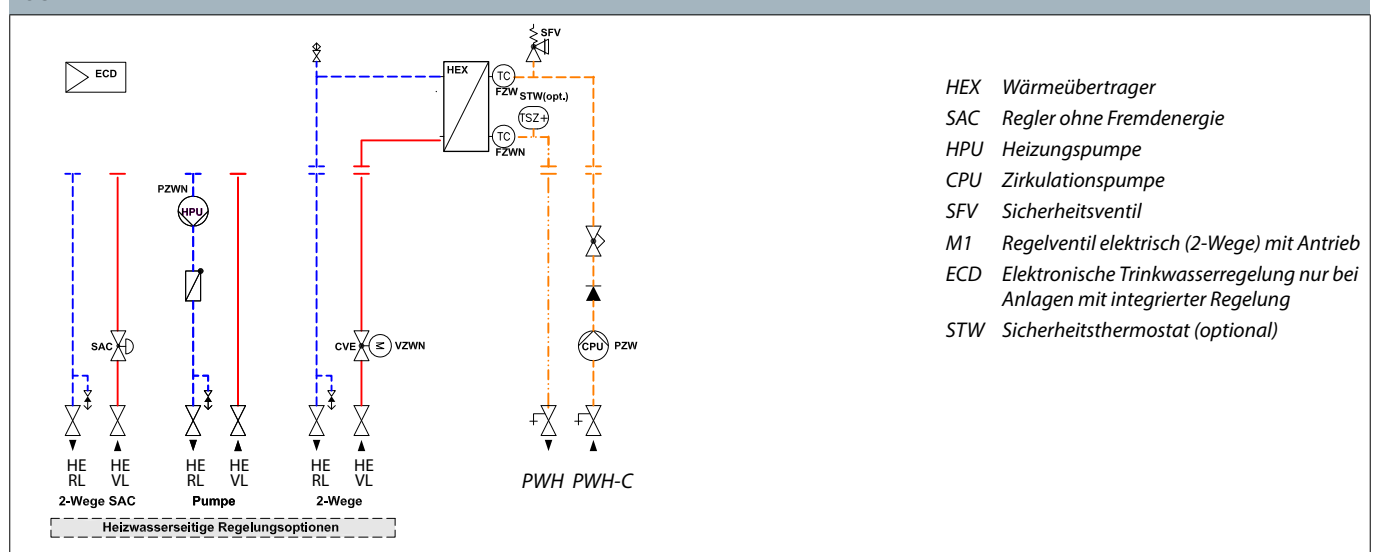 SFV
ECD
HEX
TC
FZW
STW(opt.)
TSZ+
TC
FZWN
PZWN
HPU
SAC
CVE
M
VZWN
CPU
PZW
HE
RL
HE
VL
HE
RL
HE
VL
HE
RL
HE
VL
PWH PWH-C
2-Wege SAC
Pumpe
2-Wege
Heizwasserseitige Regelungsoptionen
HEX Wärmeübertrager
SAC Regler ohne Fremdenergie
HPU Heizungspumpe
CPU Zirkulationspumpe
SFV Sicherheitsventil
M1 Regelventil elektrisch (2-Wege) mit Antrieb
ECD Elektronische Trinkwasserregelung nur bei
Anlagen mit integrierter Regelung
STW Sicherheitsthermostat (optional)